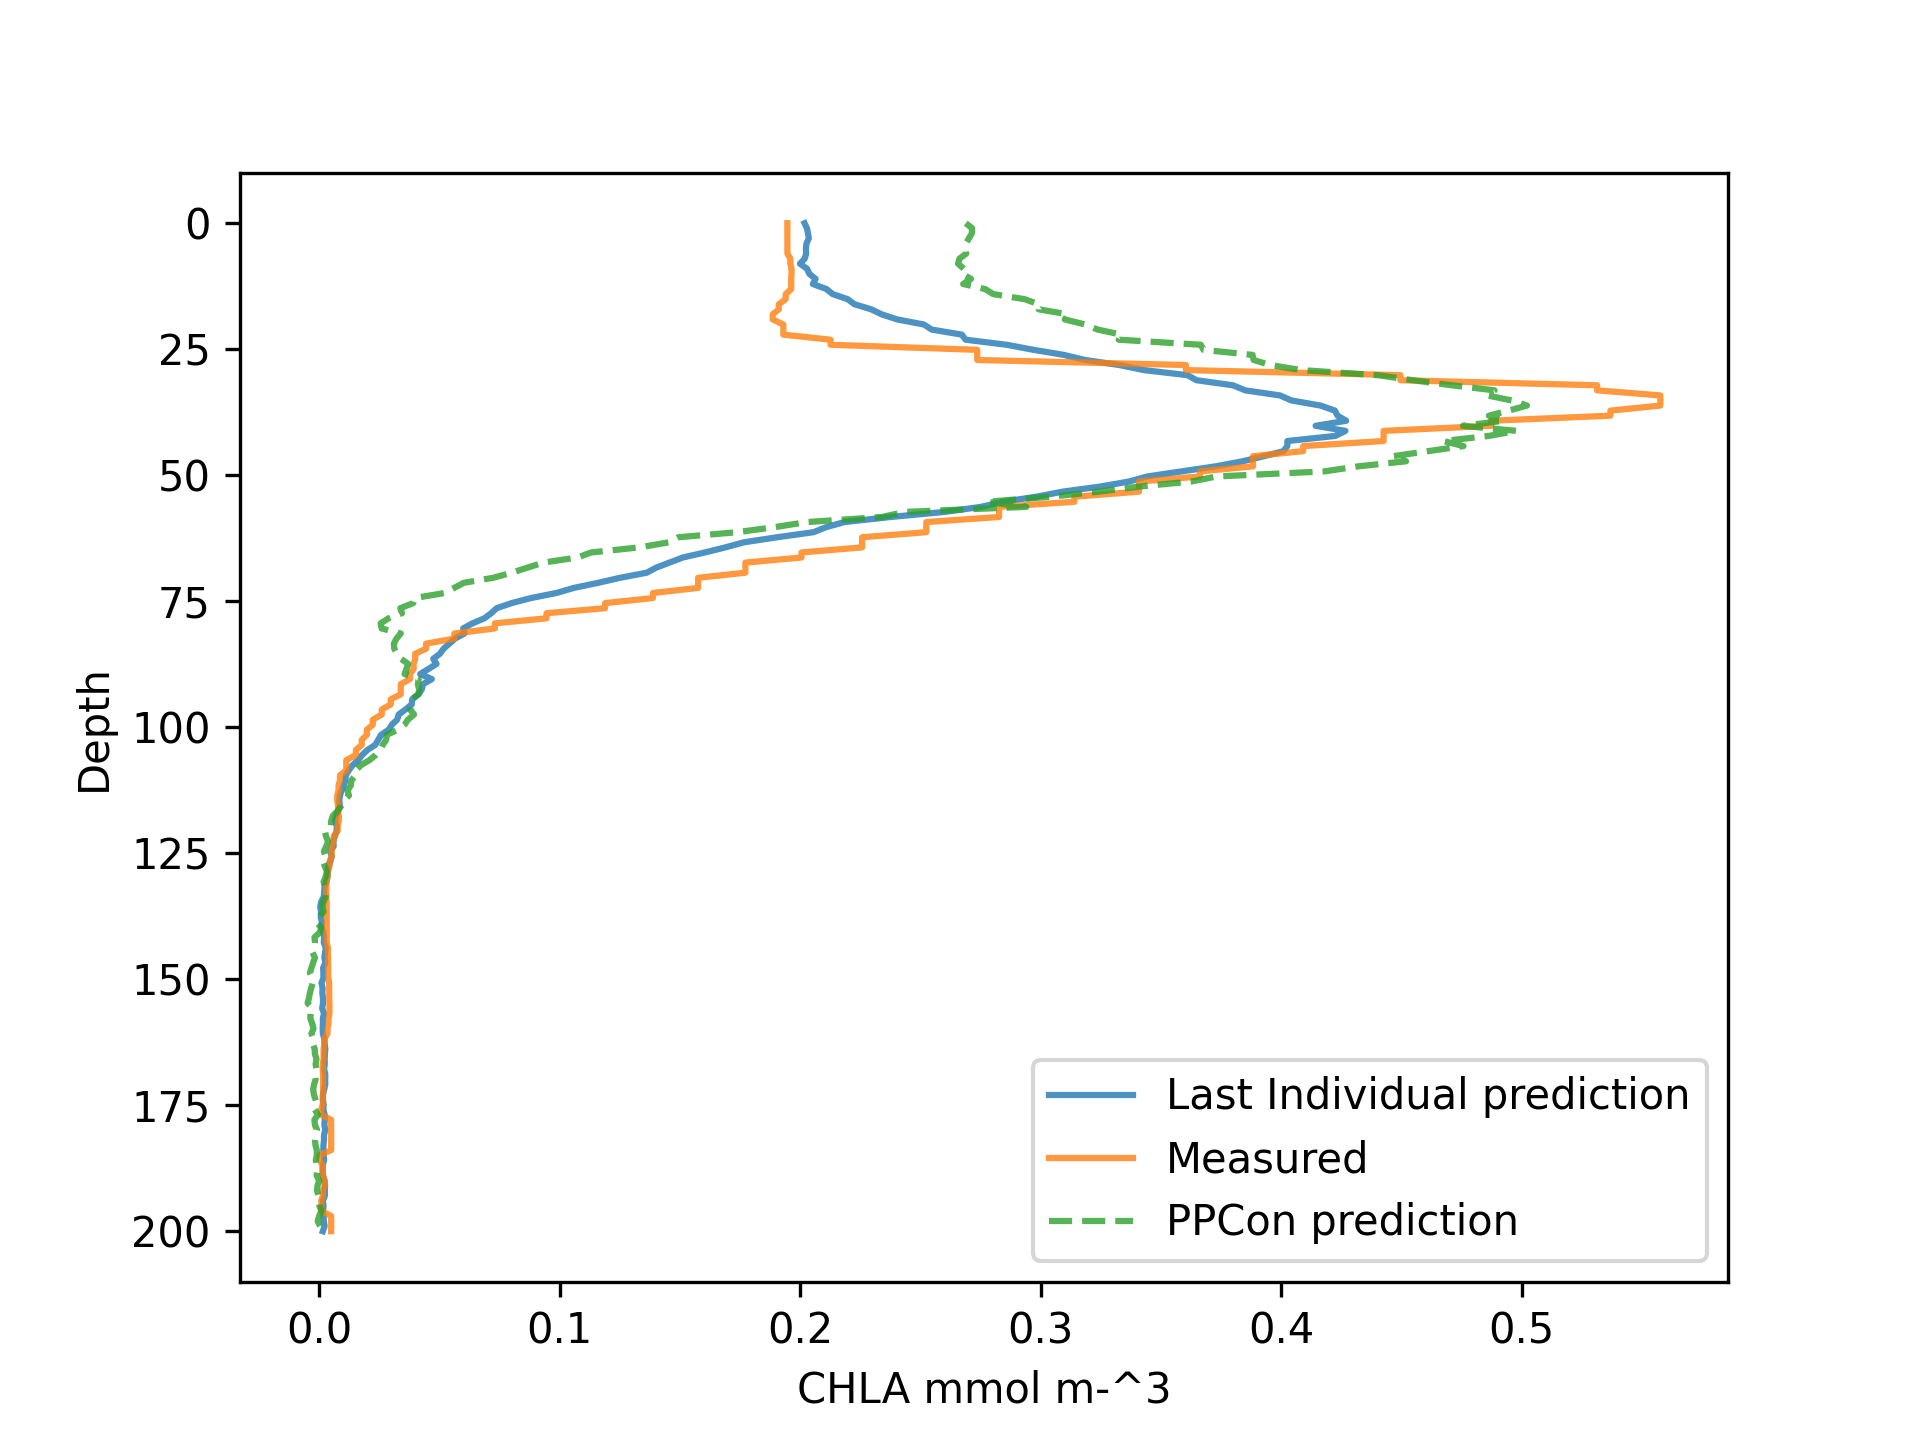 0
25
50
75
100
125
150
175
200
Depth
0.0 0.1 0.2 0.3 0.4 0.5
CHLA mmol m-^3
Last Individual prediction
Measured
PPCon prediction